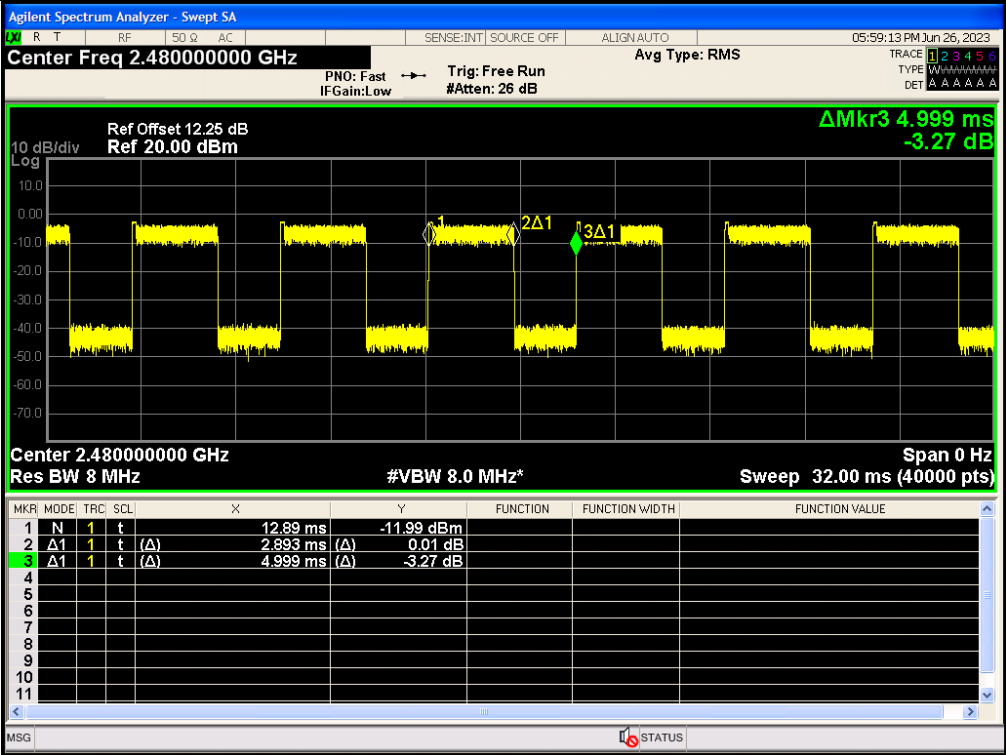 Agilent Spectrum Analyzer - Swept SA
LXI R T RF 50 Ω AC SENSE:INT SOURCE OFF ALIGN AUTO 05:59:13 PM Jun 26, 2023
Center Freq 2.480000000 GHz Avg Type: RMS TRACE 1 2 3 4 5 6
PNO: Fast Trig: Free Run TYPE W W W W W W
IFGain:Low #Atten: 26 dB DET A A A A A A
ΔMkr3 4.999 ms
-3.27 dB
Ref Offset 12.25 dB
10 dB/div Ref 20.00 dBm
Log
10.0
0.00
1 2Δ1 3Δ1
-10.0
-20.0
-30.0
-40.0
-50.0
-60.0
-70.0
Center 2.480000000 GHz Span 0 Hz
Res BW 8 MHz #VBW 8.0 MHz* Sweep 32.00 ms (40000 pts)
MKR MODE TRC SCL X Y FUNCTION FUNCTION WIDTH FUNCTION VALUE
1 N 1 t 12.89 ms -11.99 dBm
2 Δ1 1 t (Δ) 2.893 ms (Δ) 0.01 dB
3 Δ1 1 t (Δ) 4.999 ms (Δ) -3.27 dB
4
5
6
7
8
9
10
11
MSG STATUS